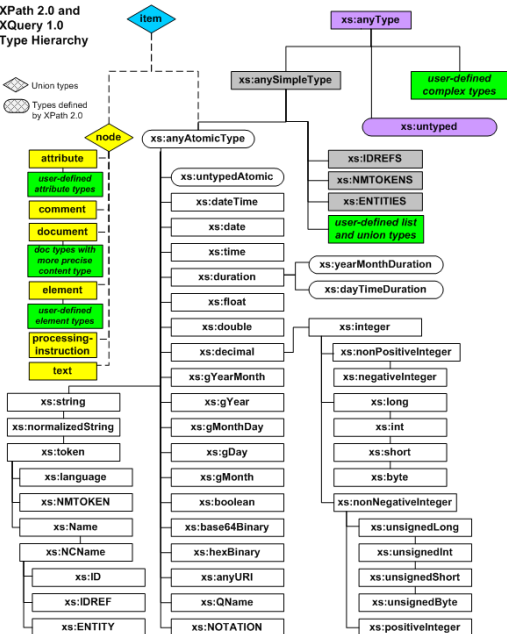 XPath 2.0 and
XQuery 1.0
Type Hierarchy
item
xs:anyType
xs:anySimpleType
user-defined
complex types
Union types
Types defined
by XPath 2.0
xs:untyped
node
xs:anyAtomicType
attribute
user-defined
attribute types
comment
document
doc types with
more precise
content type
element
user-defined
element types
processing-
instruction
text
xs:IDREFS
xs:NMTOKENS
xs:ENTITIES
user-defined list
and union types
xs:untypedAtomic
xs:dateTime
xs:date
xs:time
xs:duration
xs:yearMonthDuration
xs:dayTimeDuration
xs:float
xs:double
xs:decimal
xs:gYearMonth
xs:gYear
xs:gMonthDay
xs:gDay
xs:gMonth
xs:boolean
xs:base64Binary
xs:hexBinary
xs:anyURI
xs:QName
xs:NOTATION
xs:string
xs:normalizedString
xs:token
xs:language
xs:NMTOKEN
xs:Name
xs:NCName
xs:ID
xs:IDREF
xs:ENTITY
xs:integer
xs:nonPositiveInteger
xs:negativeInteger
xs:long
xs:int
xs:short
xs:byte
xs:nonNegativeInteger
xs:unsignedLong
xs:unsignedInt
xs:unsignedShort
xs:unsignedByte
xs:positiveInteger